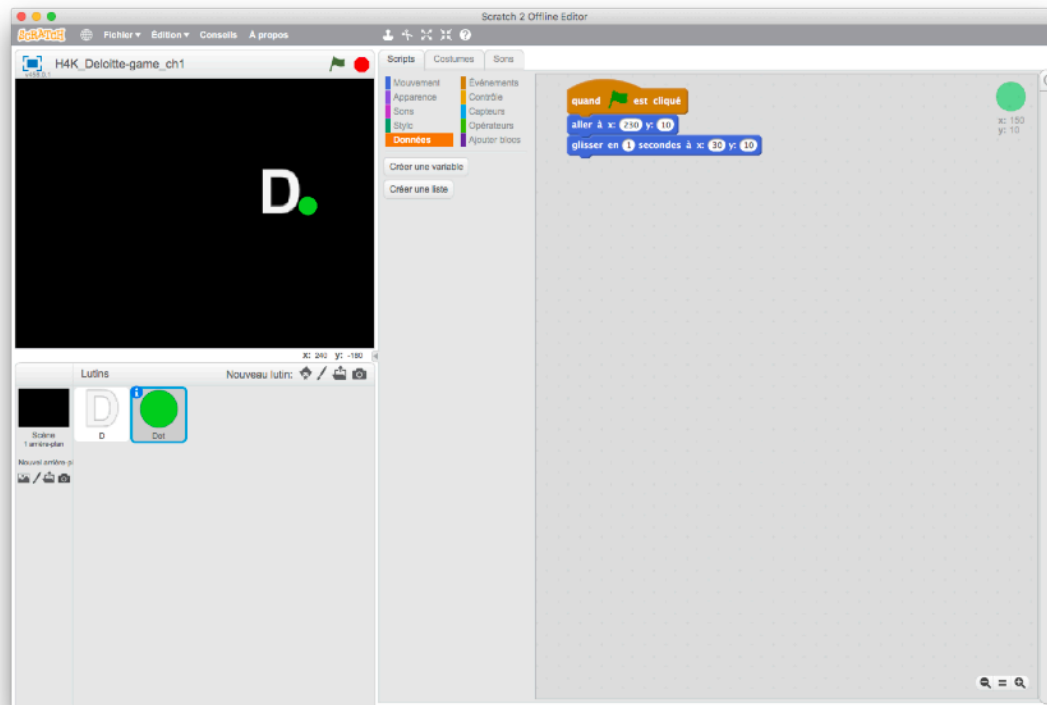 Scratch 2 Offline Editor
SCRATCH Fichier Édition Conseils À propos
H4K_Deloitte-game_ch1
D
x: 240 y: -180
Lutins Nouveau lutin:
Scène
1 arrière-plan
D
Dot
Nouvel arrière-pl
Scripts Costumes Sons
Mouvement Événements
Apparence Contrôle
Sons Capteurs
Stylo Opérateurs
Données Ajouter blocs
Créer une variable
Créer une liste
quand est cliqué
aller à x: 230 y: 10
glisser en 1 secondes à x: 30 y: 10
x: 150
y: 10